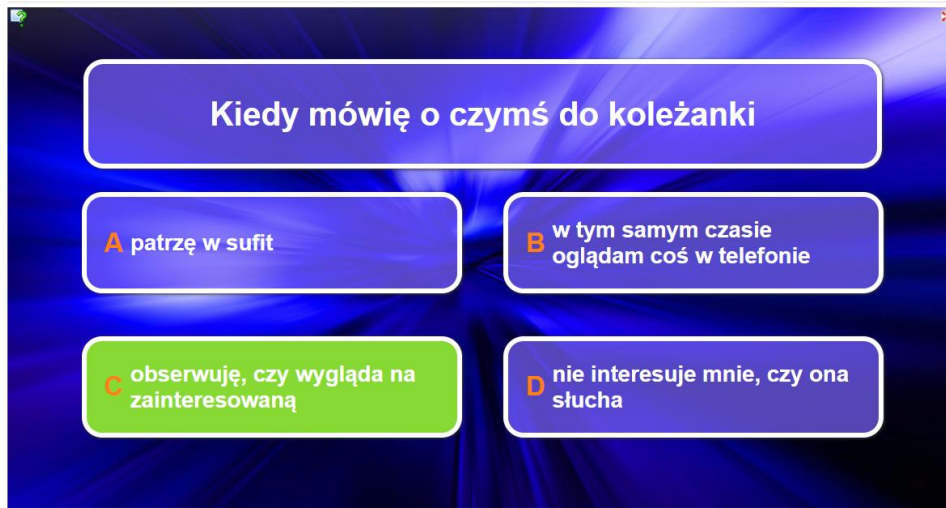 Kiedy mówię o czymś do koleżanki
A patrzę w sufit
B w tym samym czasie
oglądam coś w telefonie
C obserwuję, czy wygląda na
zainteresowaną
D nie interesuje mnie, czy ona
słucha